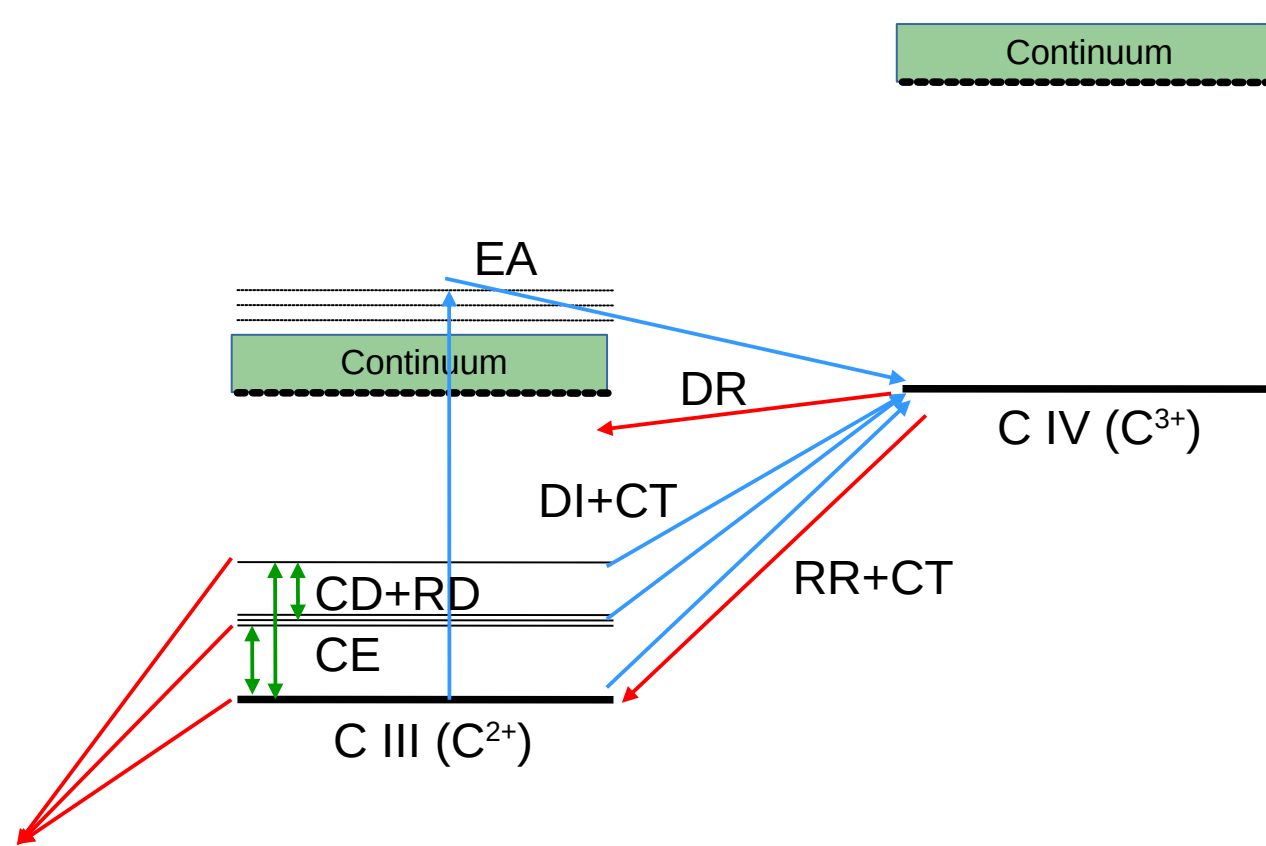 Continuum
EA
Continuum
DR
C IV (C³⁺)
DI+CT
RR+CT
CD+RD
CE
C III (C²⁺)